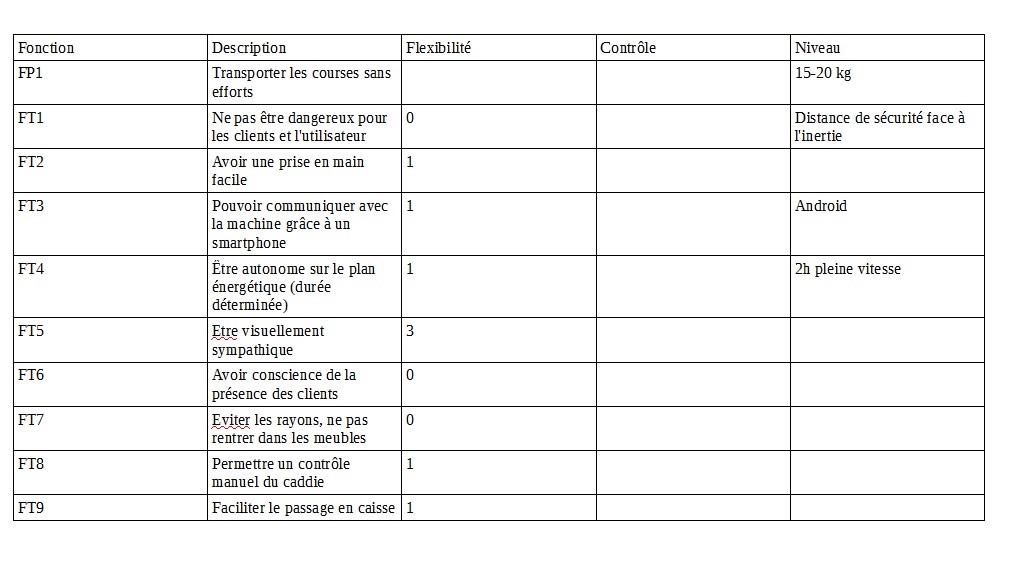 Fonction Description Flexibilité Contrôle Niveau
FP1 Transporter les courses sans 15-20 kg
efforts
FT1 Ne pas être dangereux pour 0 Distance de sécurité face à
les clients et l'utilisateur l'inertie
FT2 Avoir une prise en main 1
facile
FT3 Pouvoir communiquer avec 1 Android
la machine grâce à un
smartphone
FT4 Être autonome sur le plan 1 2h pleine vitesse
énergétique (durée
déterminée)
FT5 Etre visuellement 3
sympathique
FT6 Avoir conscience de la 0
présence des clients
FT7 Eviter les rayons, ne pas 0
rentrer dans les meubles
FT8 Permettre un contrôle 1
manuel du caddie
FT9 Faciliter le passage en caisse 1